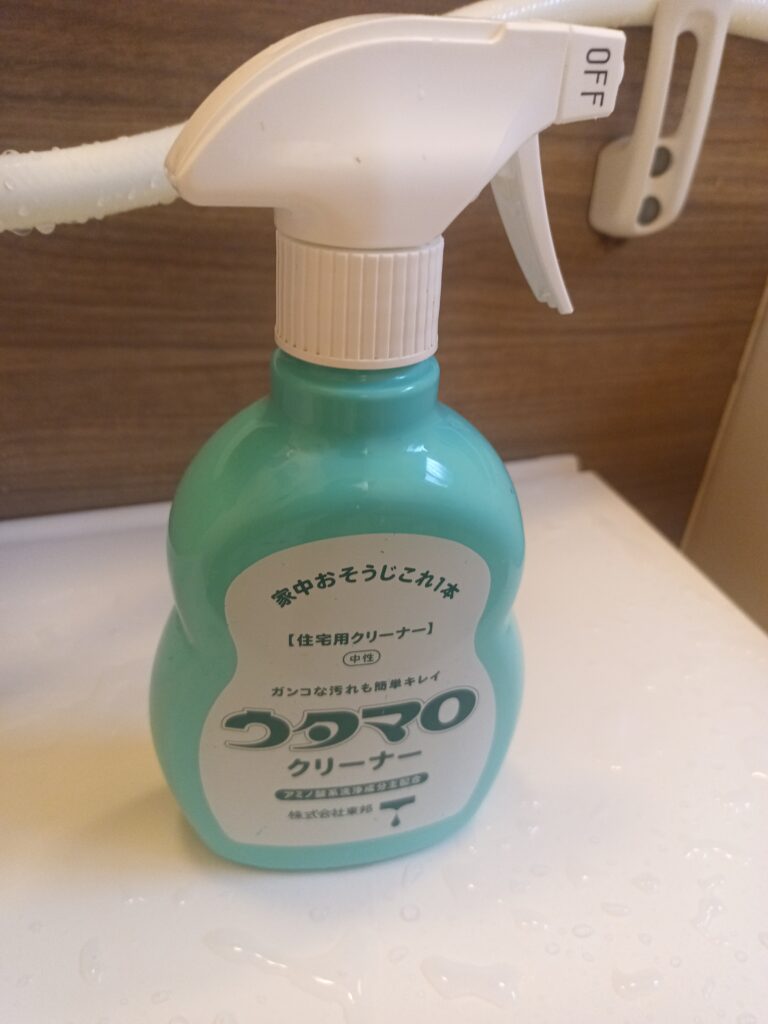 OFF
家中おそうじこれ1本
【住宅用クリーナー】
中性
ガンコな汚れも簡単キレイ
ウタマロ
クリーナー
アミノ酸系洗浄成分主配合
株式会社東邦